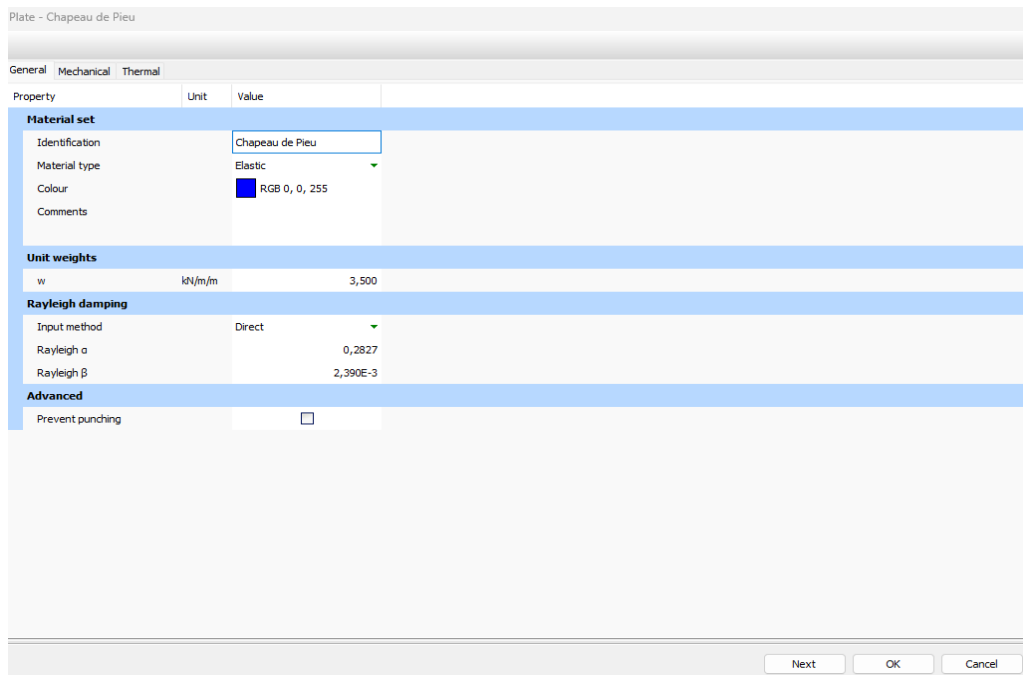 Plate - Chapeau de Pieu
General Mechanical Thermal
Property Unit Value
Material set
Identification Chapeau de Pieu
Material type Elastic
Colour RGB 0, 0, 255
Comments
Unit weights
w kN/m/m 3,500
Rayleigh damping
Input method Direct
Rayleigh α 0,2827
Rayleigh β 2,390E-3
Advanced
Prevent punching
Next OK Cancel